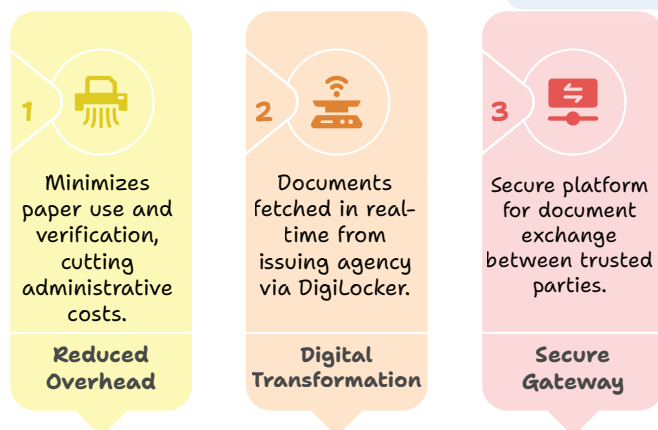 1
Minimizes
paper use and
verification,
cutting
administrative
costs.
Reduced
Overhead
2
Documents
fetched in real-
time from
issuing agency
via DigiLocker.
Digital
Transformation
3
Secure platform
for document
exchange
between trusted
parties.
Secure
Gateway